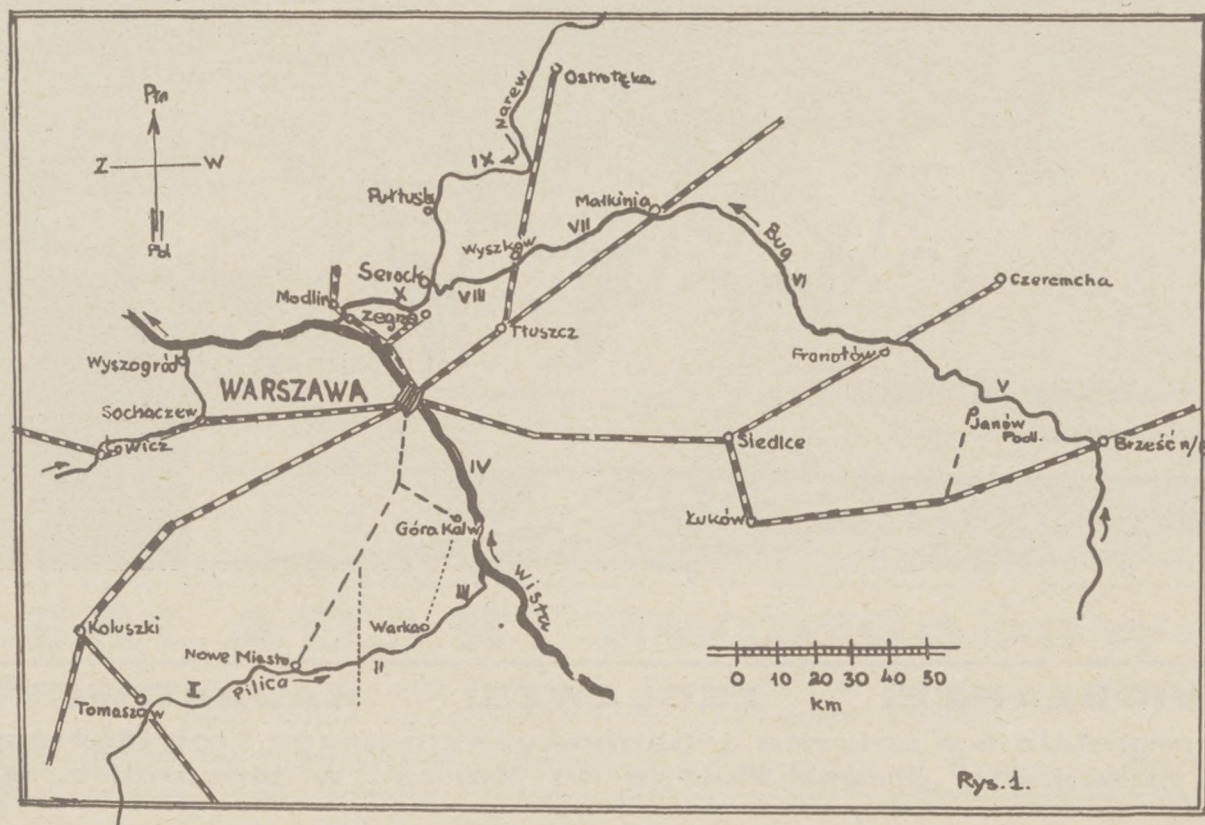 Płn
Z
W
Płd
Ostrołęka
Narew
IX
Pułtusk
Małkinia
Wyszków
VII
Bug
VI
Serock
X
VIII
Modlin
Zegrze
Czeremcha
Tłuszcz
Wyszogród
Fronołów
WARSZAWA
V
Sochaczew
Janów
Podl.
Łowicz
Siedlce
Brześć n/
IV
Łuków
Góra Kalw
Wisła
III
Koluszki
Warka
Nowe Miasto
II
I
Pilica
Tomaszow
0 10 20 30 40 50
km
Rys. 1.